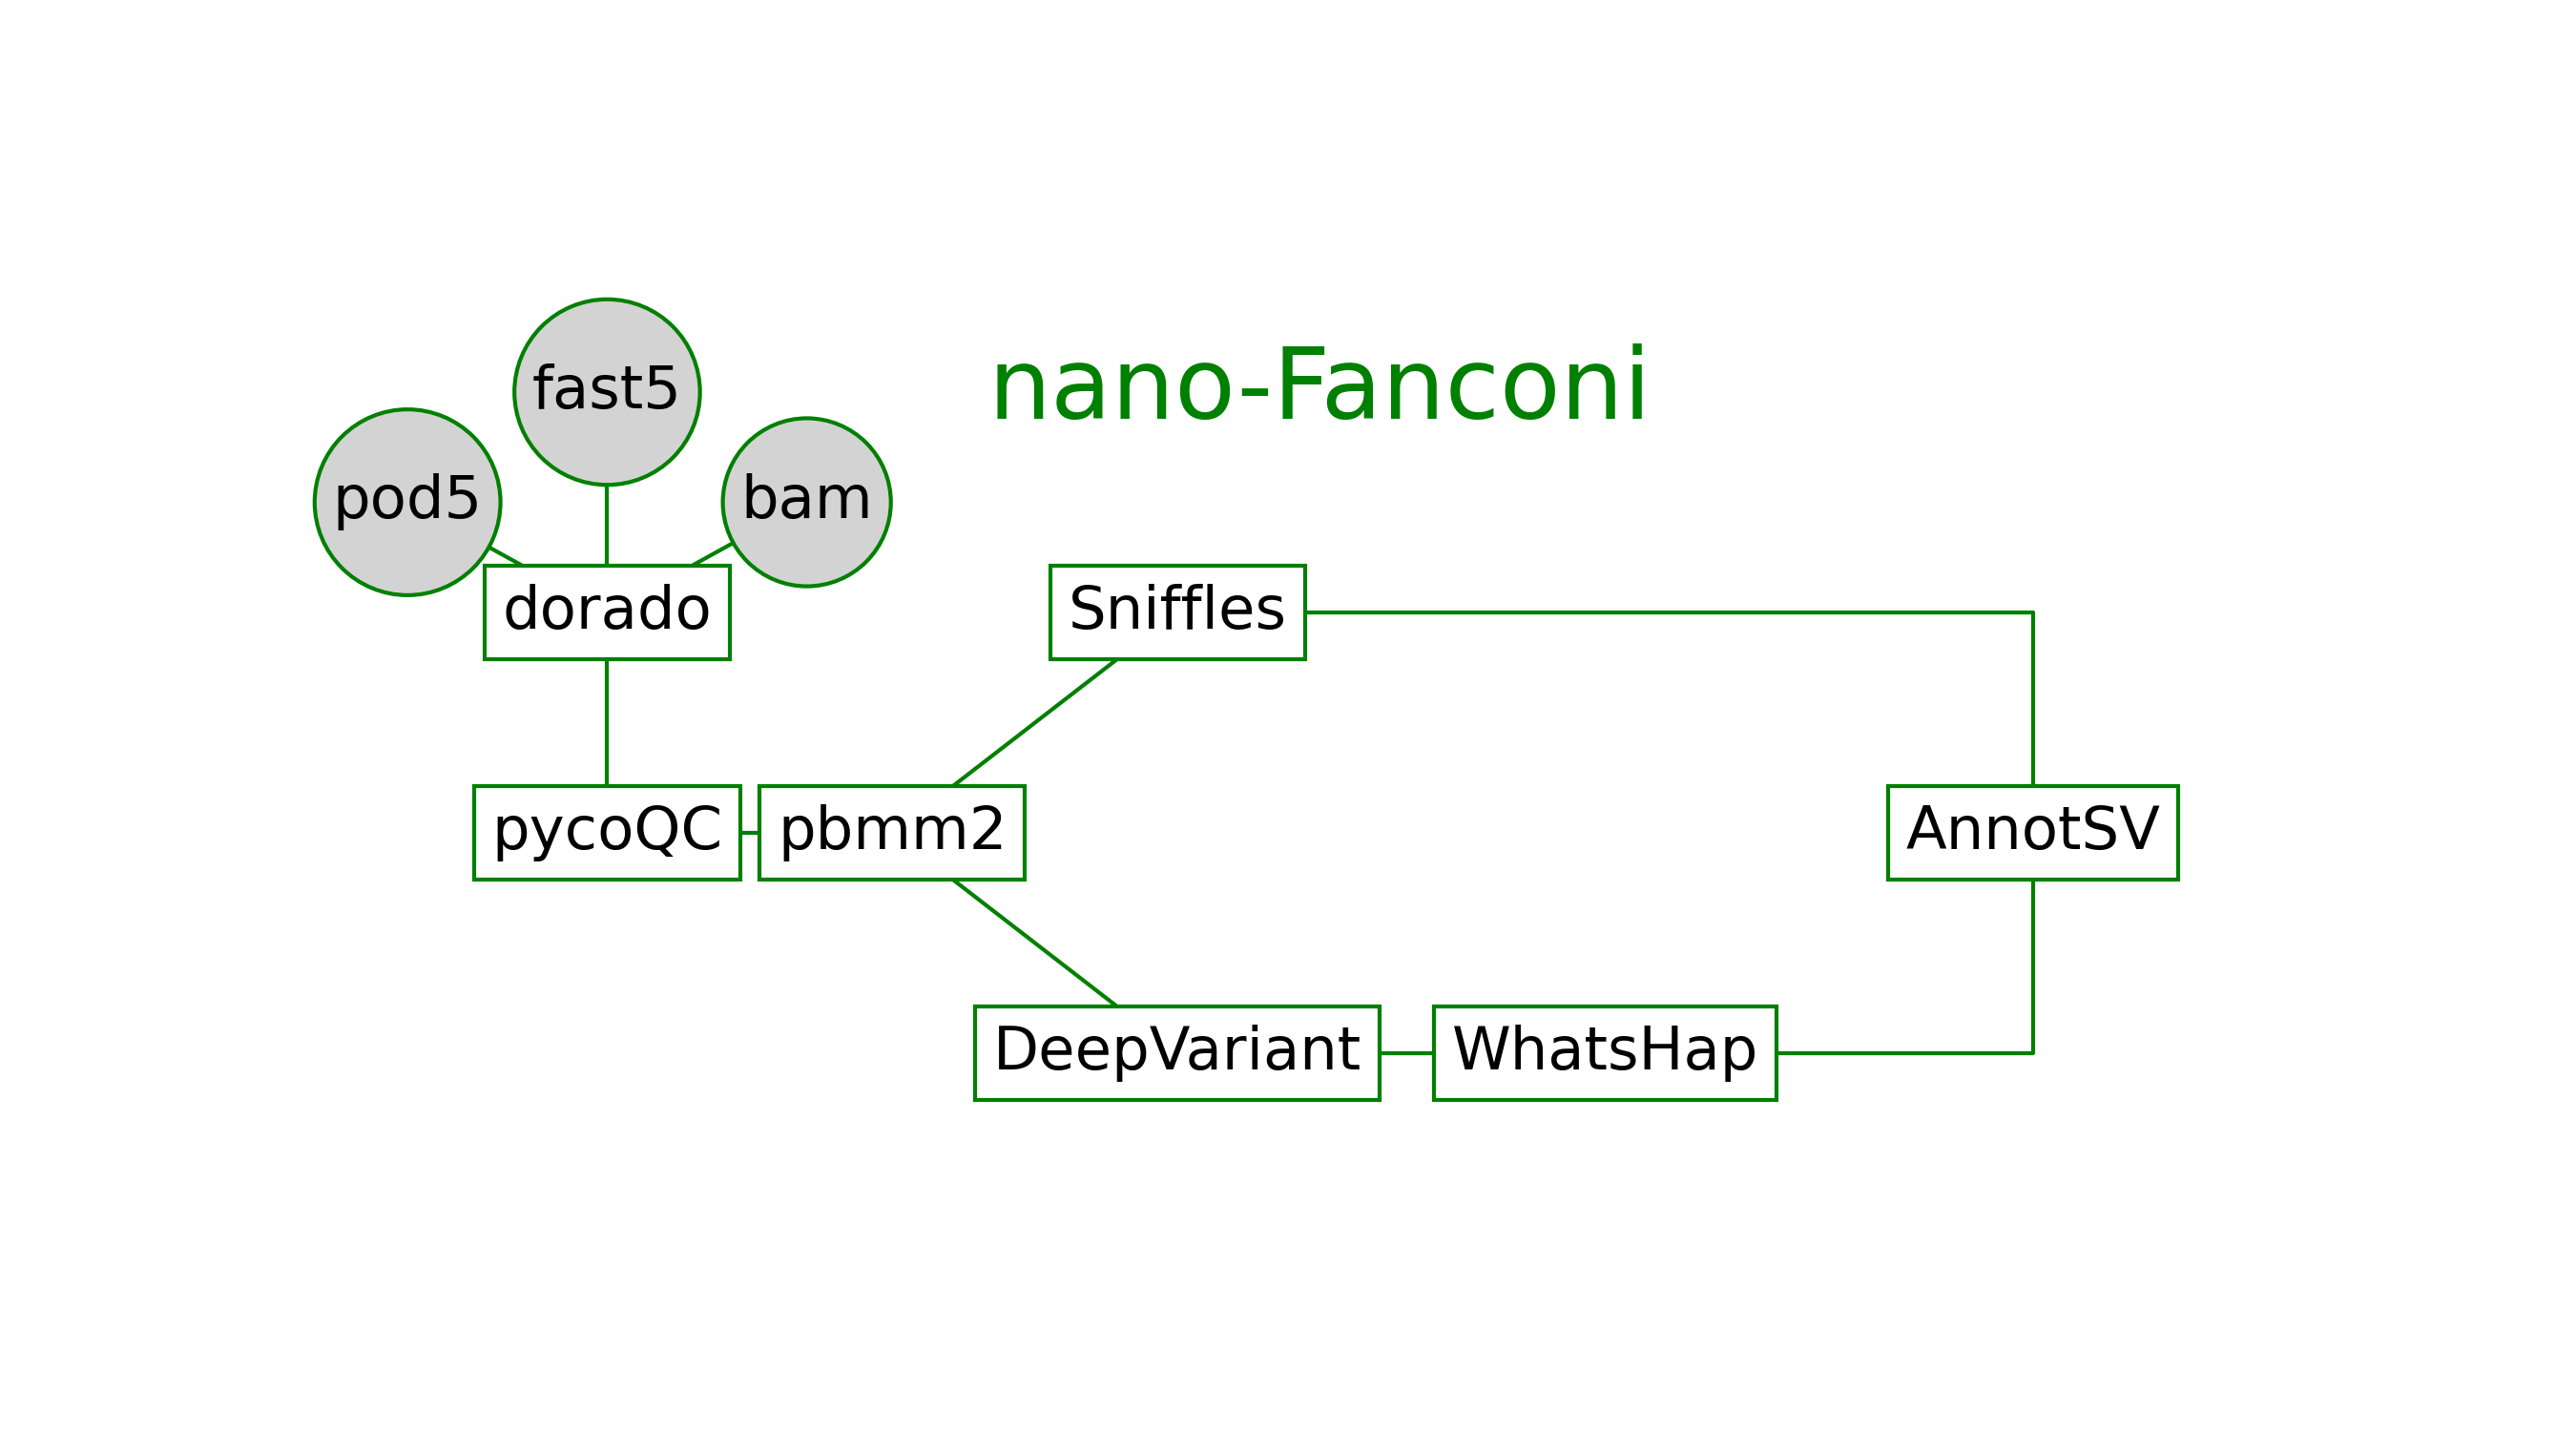 nano-Fanconi
fast5
pod5
bam
dorado
Sniffles
pycoQC
pbmm2
AnnotSV
DeepVariant
WhatsHap